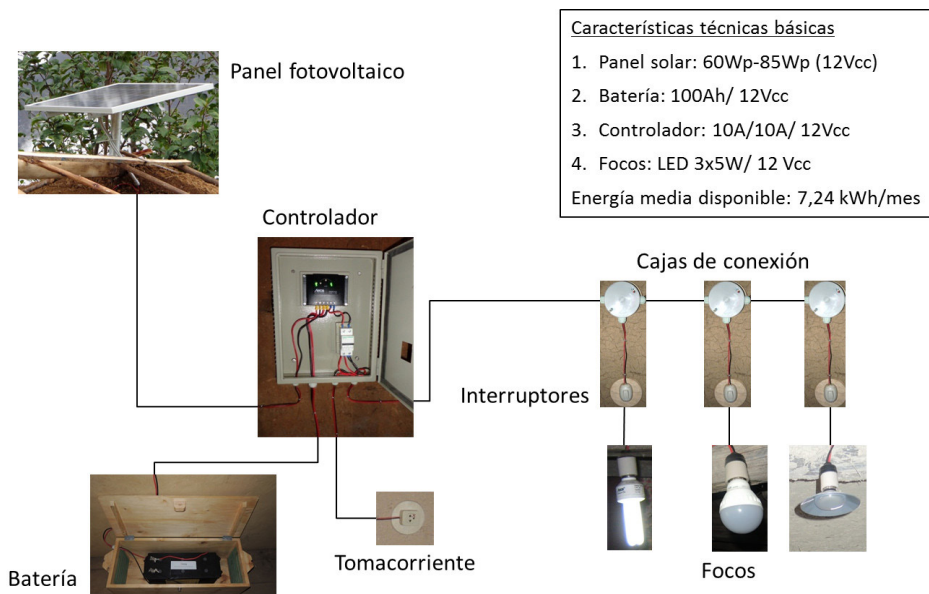 Características técnicas básicas
1. Panel solar: 60Wp-85Wp (12Vcc)
2. Batería: 100Ah/ 12Vcc
3. Controlador: 10A/10A/ 12Vcc
4. Focos: LED 3x5W/ 12 Vcc
Energía media disponible: 7,24 kWh/mes
Panel fotovoltaico
Controlador
Cajas de conexión
Interruptores
Tomacorriente
Batería
Focos